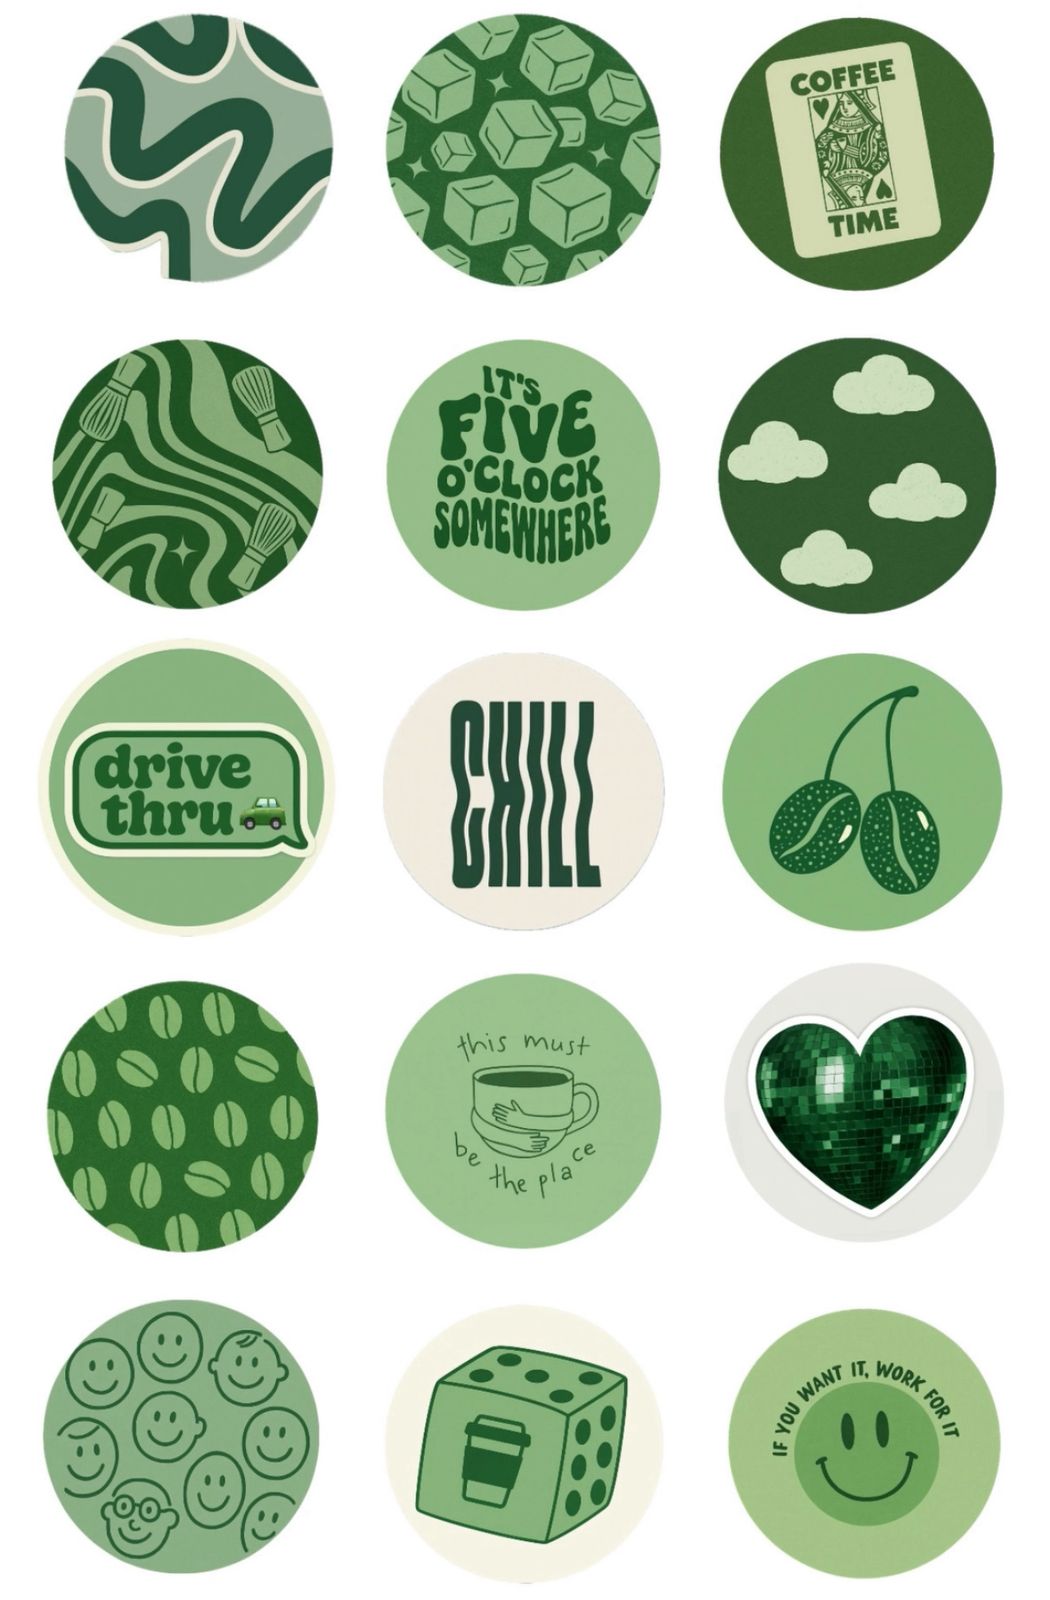 COFFEE
TIME
IT'S
FIVE
O'CLOCK
SOMEWHERE
drive
thru
CHILL
this must
be the place
IF YOU WANT IT, WORK FOR IT